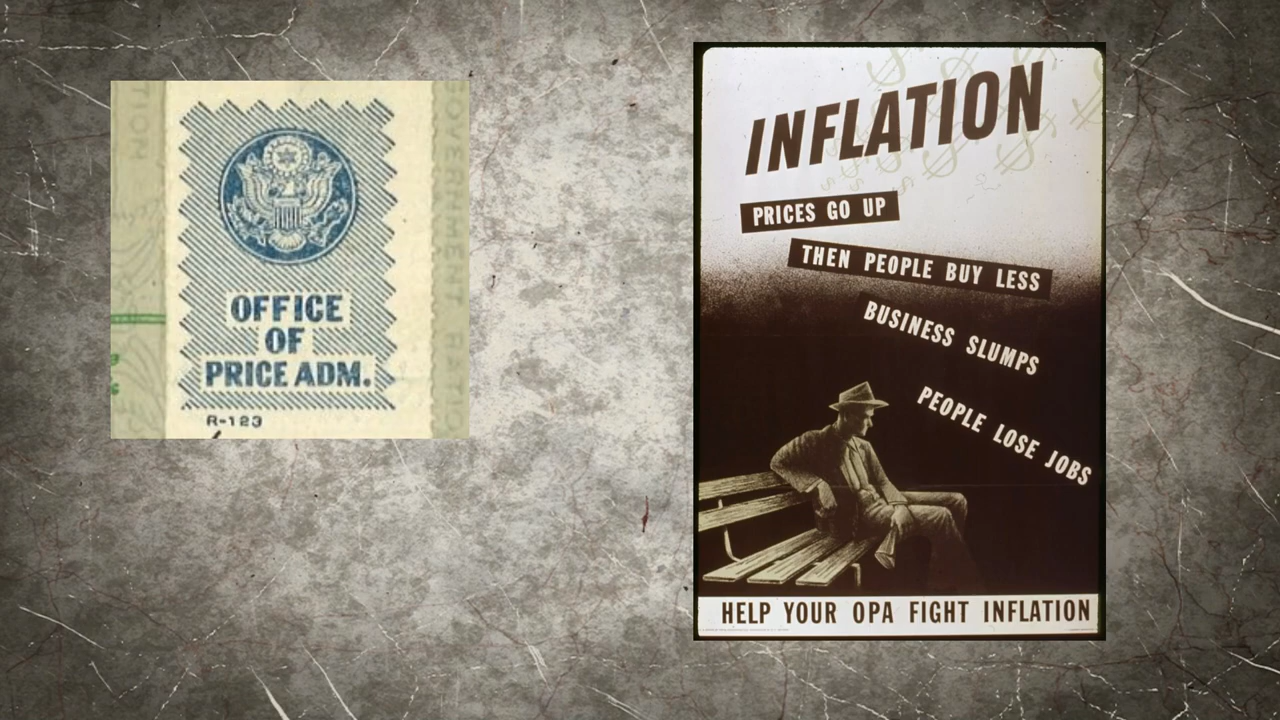 OFFICE
OF
PRICE ADM.
R-123
GOVERNMENT
INFLATION
PRICES GO UP
THEN PEOPLE BUY LESS
BUSINESS SLUMPS
PEOPLE LOSE JOBS
HELP YOUR OPA FIGHT INFLATION